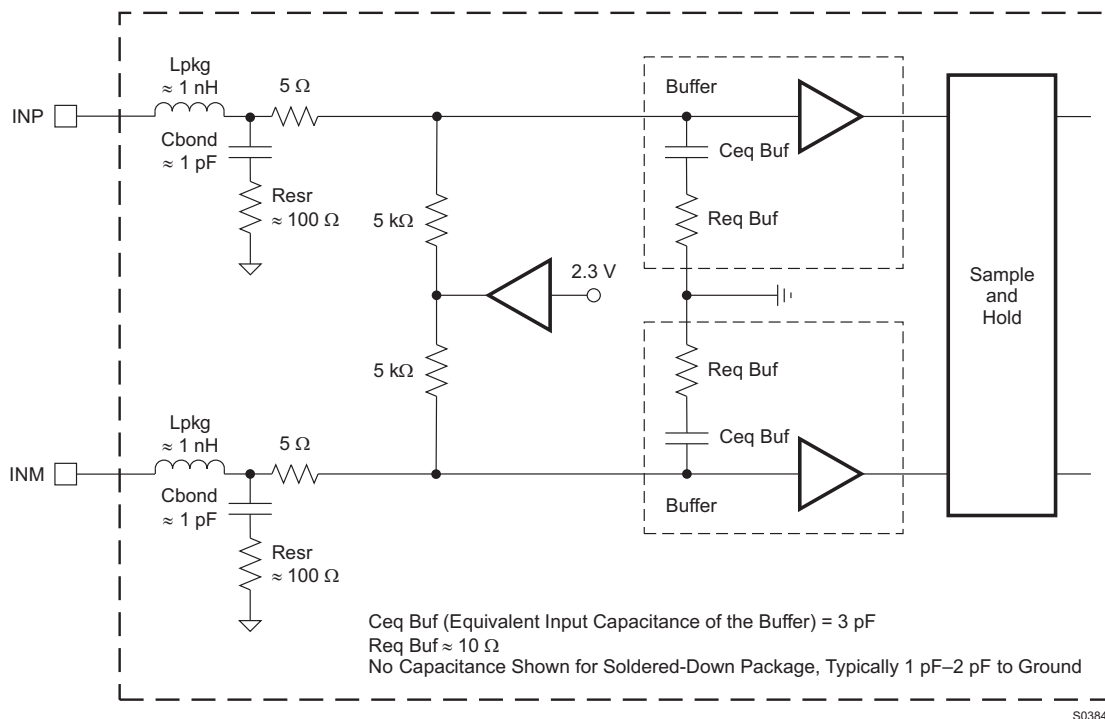 Lpkg
≈ 1 nH
5 Ω
INP
Cbond
≈ 1 pF
Resr
≈ 100 Ω
5 kΩ
2.3 V
5 kΩ
Buffer
Ceq Buf
Req Buf
Req Buf
Ceq Buf
Buffer
Sample
and
Hold
Lpkg
≈ 1 nH
5 Ω
INM
Cbond
≈ 1 pF
Resr
≈ 100 Ω
Ceq Buf (Equivalent Input Capacitance of the Buffer) = 3 pF
Req Buf ≈ 10 Ω
No Capacitance Shown for Soldered-Down Package, Typically 1 pF–2 pF to Ground
S0384